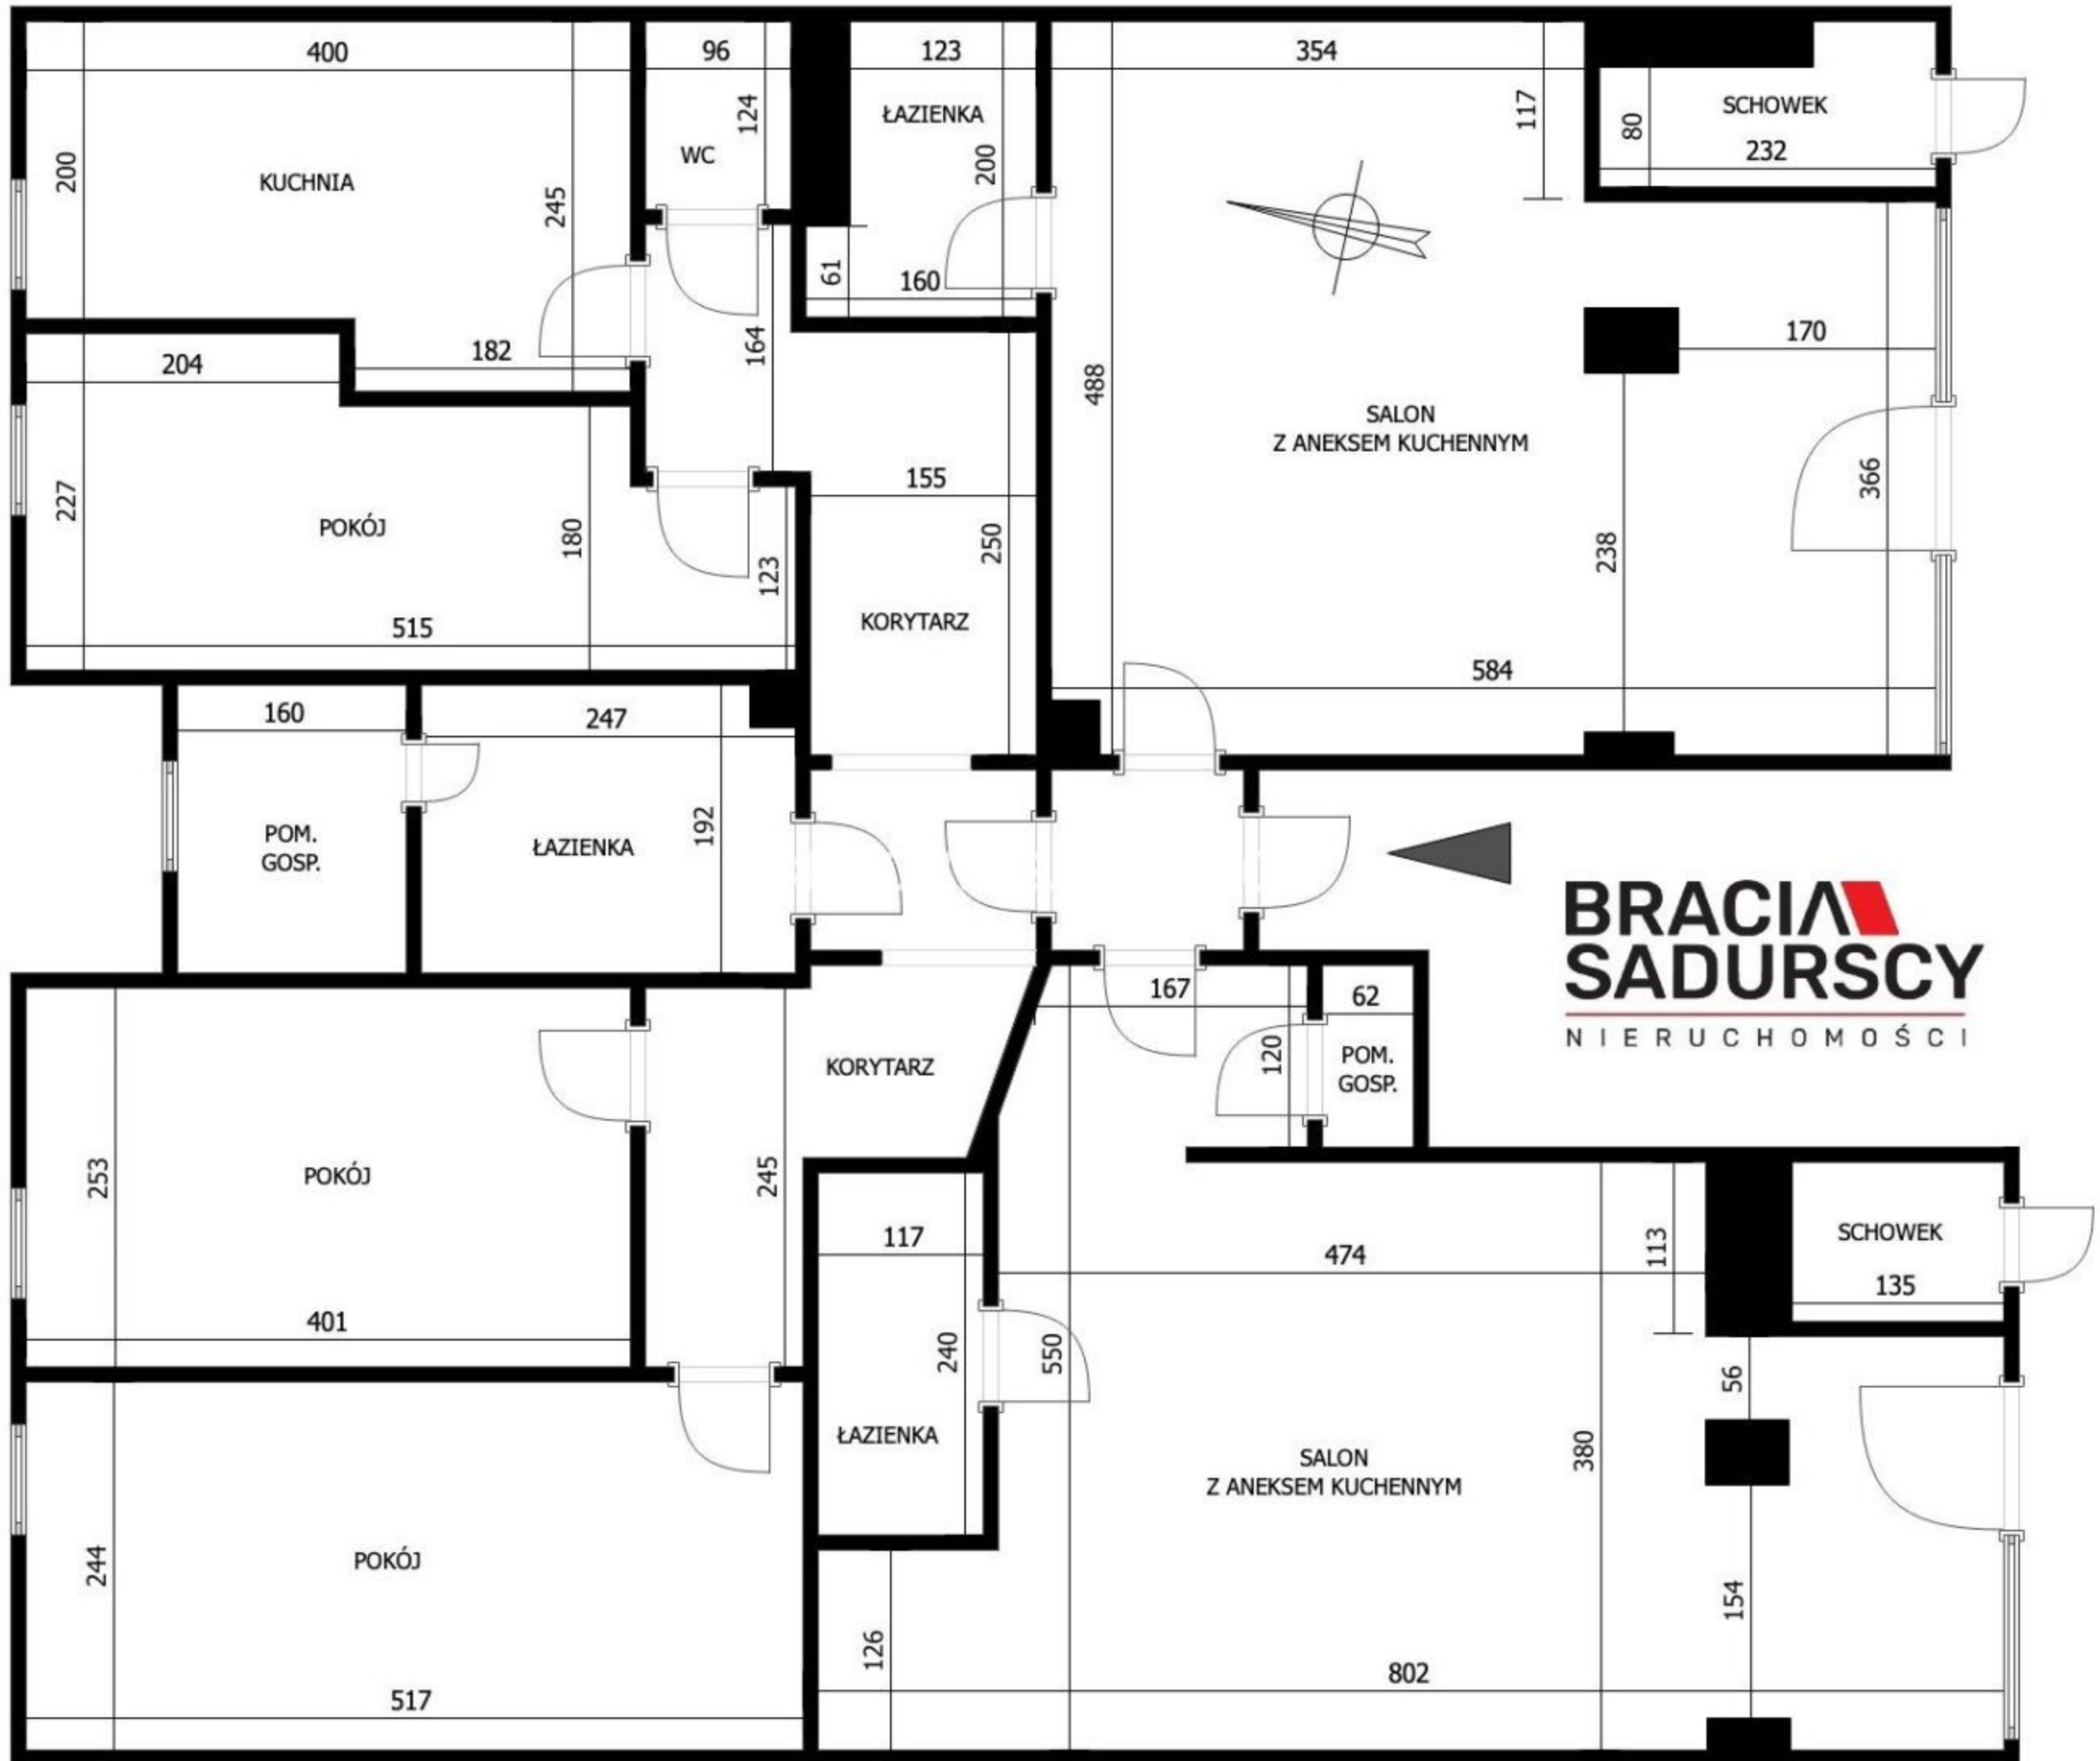 400
96
123
354
117
SCHOWEK
80
232
124
ŁAZIENKA
WC
200
KUCHNIA
245
200
61
160
204
182
164
488
170
SALON
Z ANEKSEM KUCHENNYM
366
227
POKÓJ
180
155
250
238
123
515
KORYTARZ
584
160
247
POM.
GOSP.
ŁAZIENKA
192
BRACIA
SADURSCY
NIERUCHOMOŚCI
167
62
120
POM.
GOSP.
KORYTARZ
253
POKÓJ
245
401
117
474
113
SCHOWEK
135
240
550
56
ŁAZIENKA
SALON
Z ANEKSEM KUCHENNYM
380
244
POKÓJ
154
126
802
517